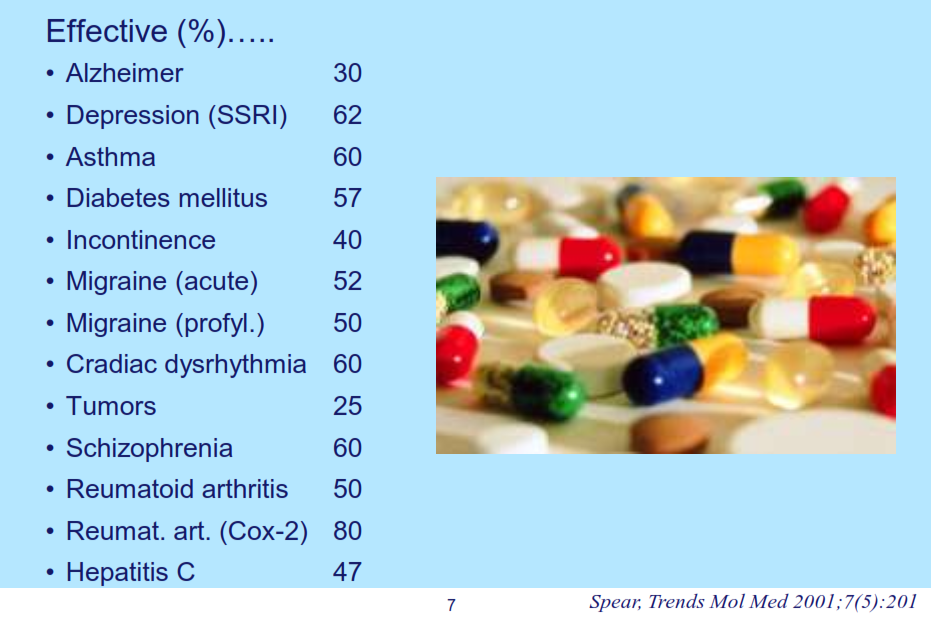 Effective (%)…..
• Alzheimer 30
• Depression (SSRI) 62
• Asthma 60
• Diabetes mellitus 57
• Incontinence 40
• Migraine (acute) 52
• Migraine (profyl.) 50
• Cradiac dysrhythmia 60
• Tumors 25
• Schizophrenia 60
• Reumatoid arthritis 50
• Reumat. art. (Cox-2) 80
• Hepatitis C 47
7
Spear, Trends Mol Med 2001;7(5):201